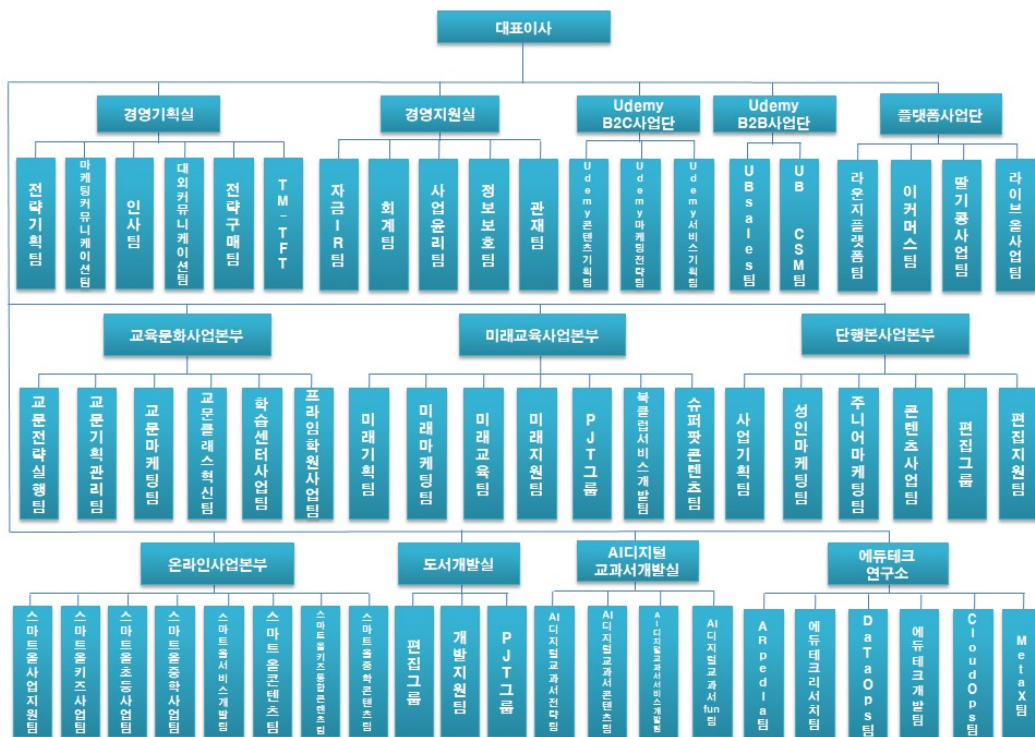 대표이사
경영기획실
경영지원실
Udemy
B2C사업단
Udemy
B2B사업단
플랫폼사업단
전략기획팀
마케팅커뮤니케이션팀
인사팀
대외커뮤니케이션팀
전략구매팀
TM-TFT
자금IR팀
회계팀
사업윤리팀
정보보호팀
관재팀
Udemy콘텐츠기획팀
Udemy마케팅전략팀
Udemy서비스기획팀
UBsales팀
UB CSM팀
라운지플랫폼팀
이커머스팀
딸기콩사업팀
라이브올사업팀
교육문화사업본부
미래교육사업본부
단행본사업본부
교문전략실행팀
교문기획관리팀
교문마케팅팀
교문클래스혁신팀
학습센터사업팀
프라임학원사업팀
미래기획팀
미래마케팅팀
미래교육팀
미래지원팀
PJT그룹
북클럽서비스개발팀
슈퍼팟콘텐츠팀
사업기획팀
성인마케팅팀
주니어마케팅팀
콘텐츠사업팀
편집그룹
편집지원팀
온라인사업본부
도서개발실
AI디지털
교과서개발실
에듀테크
연구소
스마트올사업지원팀
스마트올키즈사업팀
스마트올초등사업팀
스마트올중학사업팀
스마트올서비스개발팀
스마트올콘텐츠팀
스마트올키즈통합콘텐츠팀
스마트올중학콘텐츠팀
편집그룹
개발지원팀
PJT그룹
AI디지털교과서전략팀
AI디지털교과서콘텐츠팀
AI디지털교과서서비스개발팀
AI디지털교과서fun팀
ARpedia팀
에듀테크리서치팀
DaTaOps팀
에듀테크개발팀
CloudOps팀
MetaX팀